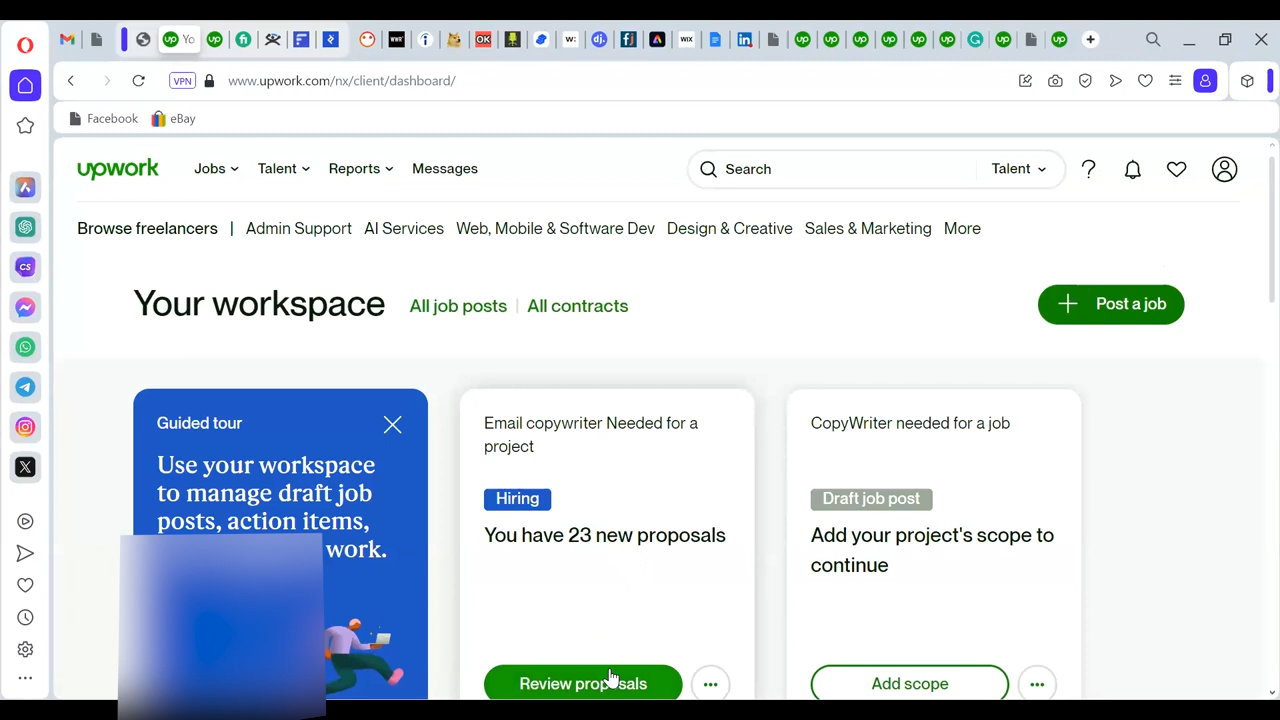 Yo
VPN
www.upwork.com/nx/client/dashboard/
Facebook
eBay
upwork
Jobs
Talent
Reports
Messages
Search
Talent
Browse freelancers | Admin Support AI Services Web, Mobile & Software Dev Design & Creative Sales & Marketing More
Your workspace
All job posts | All contracts
Post a job
Guided tour
Use your workspace
to manage draft job
posts, action items,
work.
Email copywriter Needed for a
project
Hiring
You have 23 new proposals
Review proposals
CopyWriter needed for a job
Draft job post
Add your project's scope to
continue
Add scope